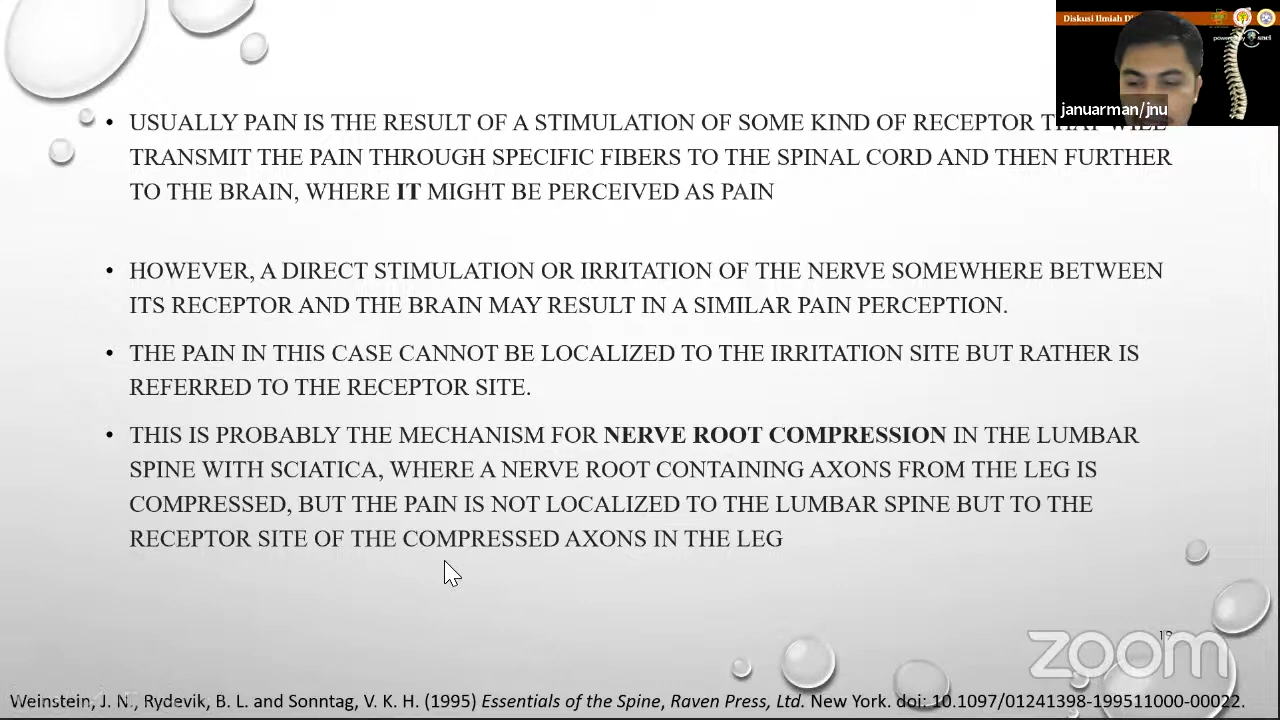 Diskusi Ilmiah
januarman/jnu
• USUALLY PAIN IS THE RESULT OF A STIMULATION OF SOME KIND OF RECEPTOR THAT WILL
TRANSMIT THE PAIN THROUGH SPECIFIC FIBERS TO THE SPINAL CORD AND THEN FURTHER
TO THE BRAIN, WHERE IT MIGHT BE PERCEIVED AS PAIN
• HOWEVER, A DIRECT STIMULATION OR IRRITATION OF THE NERVE SOMEWHERE BETWEEN
ITS RECEPTOR AND THE BRAIN MAY RESULT IN A SIMILAR PAIN PERCEPTION.
• THE PAIN IN THIS CASE CANNOT BE LOCALIZED TO THE IRRITATION SITE BUT RATHER IS
REFERRED TO THE RECEPTOR SITE.
• THIS IS PROBABLY THE MECHANISM FOR NERVE ROOT COMPRESSION IN THE LUMBAR
SPINE WITH SCIATICA, WHERE A NERVE ROOT CONTAINING AXONS FROM THE LEG IS
COMPRESSED, BUT THE PAIN IS NOT LOCALIZED TO THE LUMBAR SPINE BUT TO THE
RECEPTOR SITE OF THE COMPRESSED AXONS IN THE LEG
zoom
Weinstein, J. N., Rydevik, B. L. and Sonntag, V. K. H. (1995) Essentials of the Spine, Raven Press, Ltd. New York. doi: 10.1097/01241398-199511000-00022.